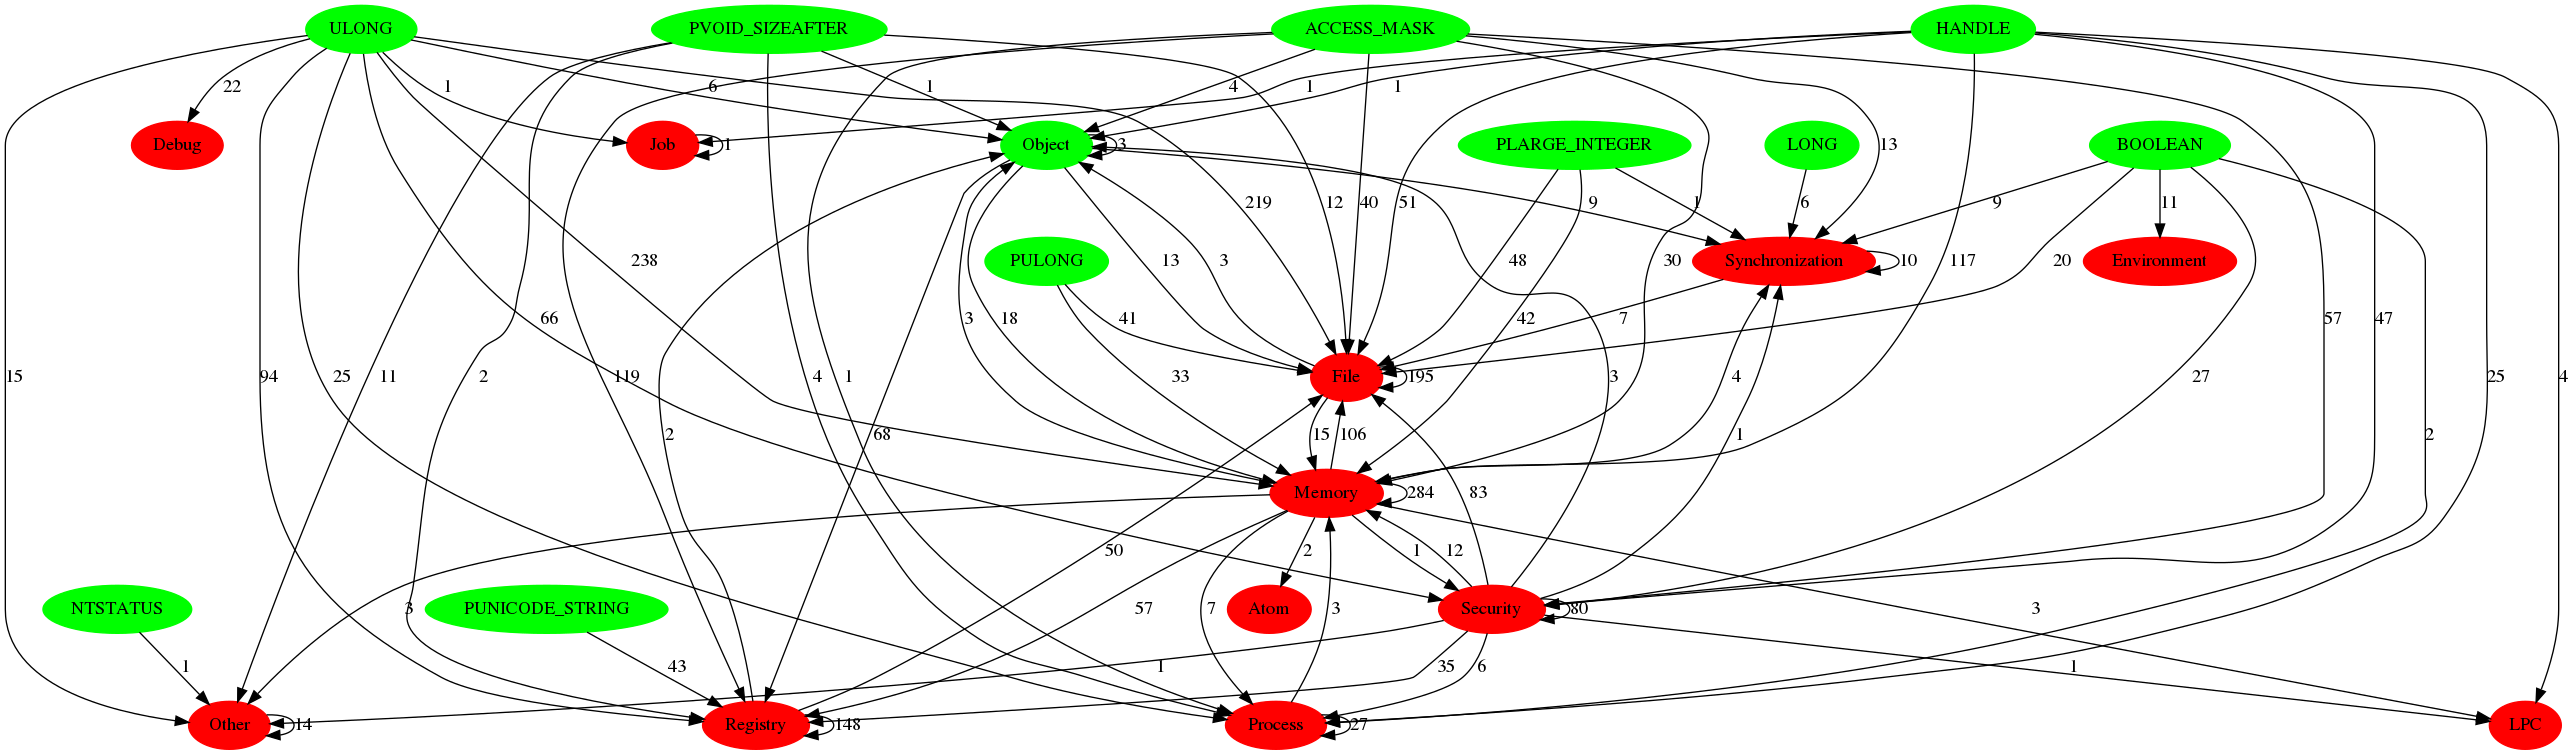 ULONG PVOID_SIZEAFTER ACCESS_MASK HANDLE
22 1 6 1 4 1 1
Debug Job 1 Object 3 PLARGE_INTEGER LONG 13 BOOLEAN
219 12 40 51 9 1 6 9 11
238 PULONG 13 3 48 30 Synchronization 10 117 20 Environment
66 3 18 41 42 7 57 47
15 94 25 11 2 119 4 1 33 File 195 4 3 27 25 4
2 68 15 106 1 2
Memory 284 83
50 2 1 12
NTSTATUS 3 PUNICODE_STRING 57 7 Atom 3 Security 80 3
1 43 1 35 6 1
Other 14 Registry 148 Process 27 LPC